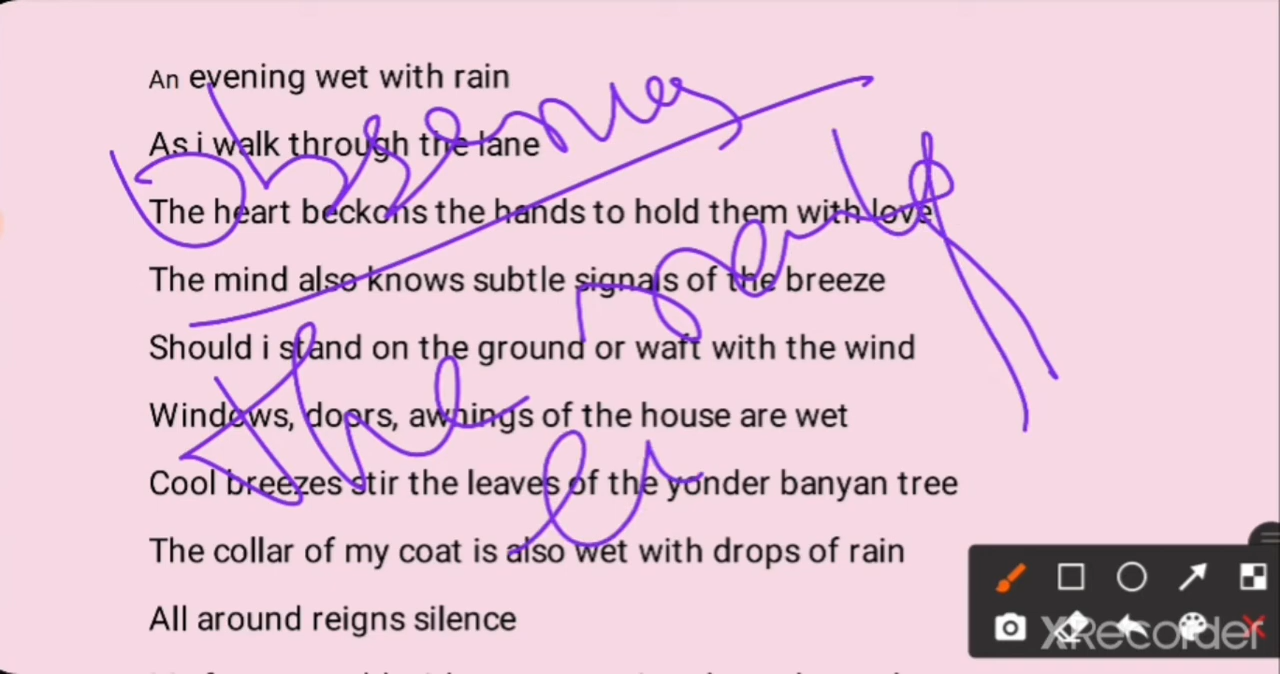 An evening wet with rain
As i walk through the lane
The heart beckons the hands to hold them with love
The mind also knows subtle signals of the breeze
Should i stand on the ground or waft with the wind
Windows, doors, awnings of the house are wet
Cool breezes stir the leaves of the yonder banyan tree
The collar of my coat is also wet with drops of rain
All around reigns silence
observes
The
XRecorder